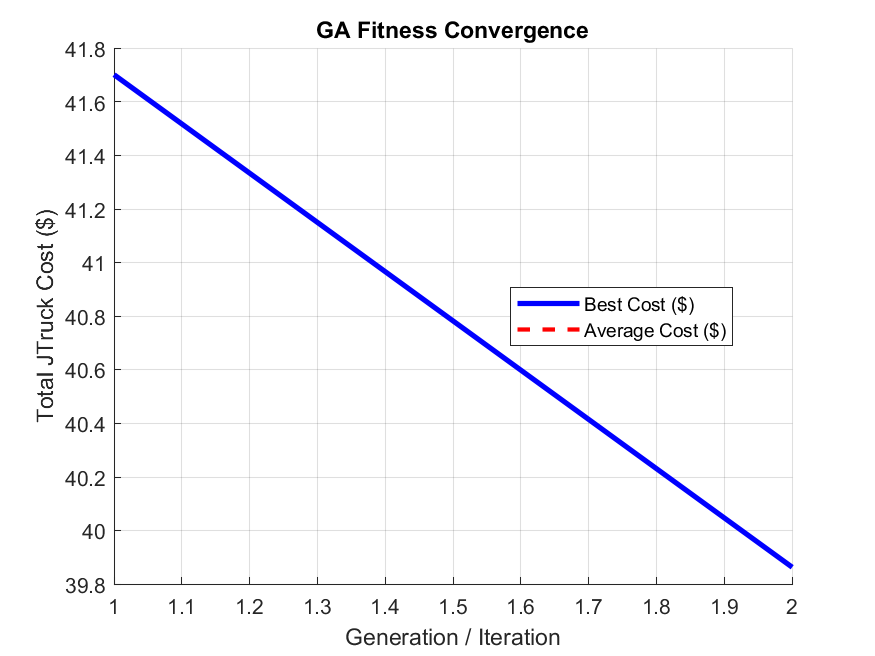 GA Fitness Convergence
41.8
41.6
41.4
41.2
41
40.8
40.6
40.4
40.2
40
39.8
Total JTruck Cost ($)
Best Cost ($)
Average Cost ($)
1 1.1 1.2 1.3 1.4 1.5 1.6 1.7 1.8 1.9 2
Generation / Iteration